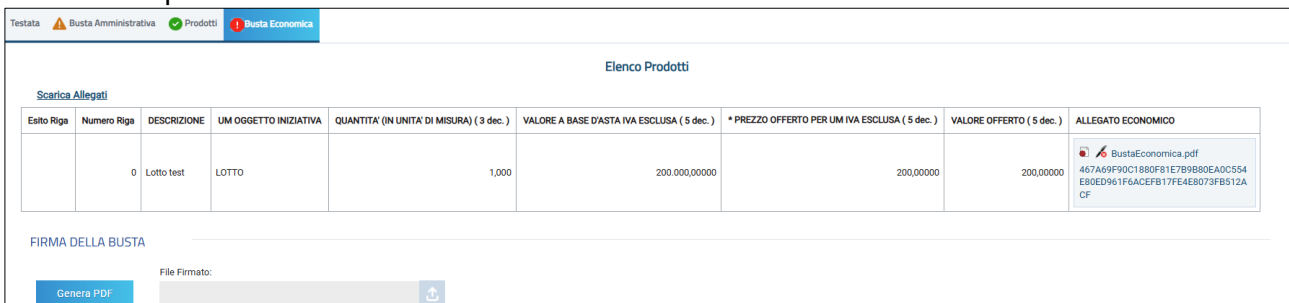 Testata Busta Amministrativa Prodotti Busta Economica
Elenco Prodotti
Scarica Allegati
Esito Riga Numero Riga DESCRIZIONE UM OGGETTO INIZIATIVA QUANTITA' (IN UNITA' DI MISURA) ( 3 dec. ) VALORE A BASE D'ASTA IVA ESCLUSA ( 5 dec. ) * PREZZO OFFERTO PER UM IVA ESCLUSA ( 5 dec. ) VALORE OFFERTO ( 5 dec. ) ALLEGATO ECONOMICO
0 Lotto test LOTTO 1,000 200.000,00000 200,00000 200,00000 BustaEconomica.pdf
467A69F90C1880F81E7B9B80EA0C554
E80ED961F6ACEFB17FE4E8073FB512A
CF
FIRMA DELLA BUSTA
File Firmato:
Genera PDF